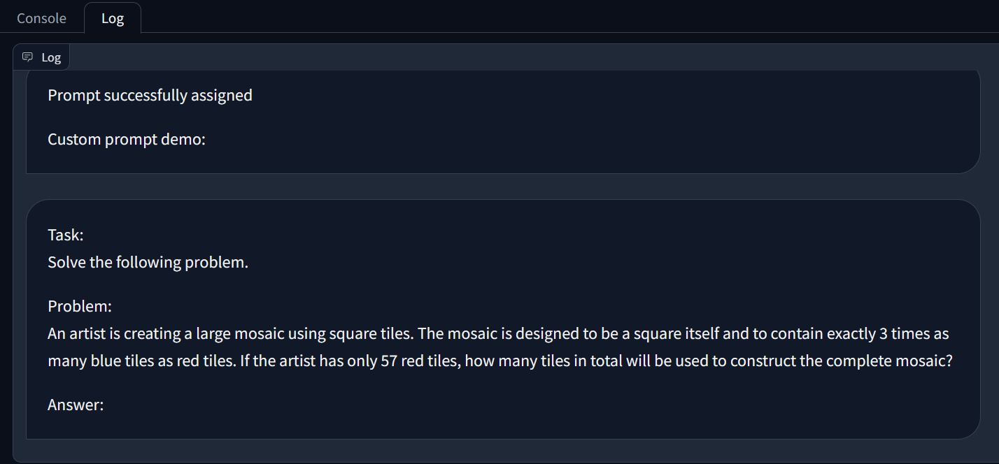 Console
Log
Log
Prompt successfully assigned
Custom prompt demo:
Task:
Solve the following problem.
Problem:
An artist is creating a large mosaic using square tiles. The mosaic is designed to be a square itself and to contain exactly 3 times as
many blue tiles as red tiles. If the artist has only 57 red tiles, how many tiles in total will be used to construct the complete mosaic?
Answer: